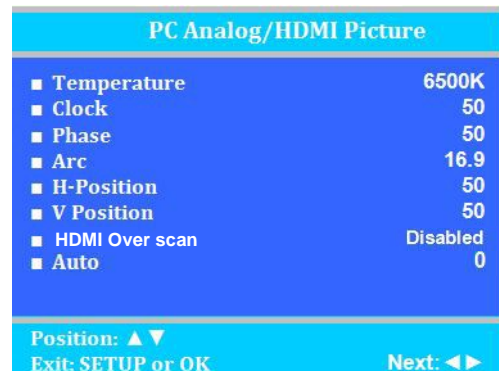 PC Analog/HDMI Picture
■ Temperature 6500K
■ Clock 50
■ Phase 50
■ Arc 16.9
■ H-Position 50
■ V Position 50
■ HDMI Over scan Disabled
■ Auto 0
Position: ▲▼
Exit: SETUP or OK Next: ◀▶